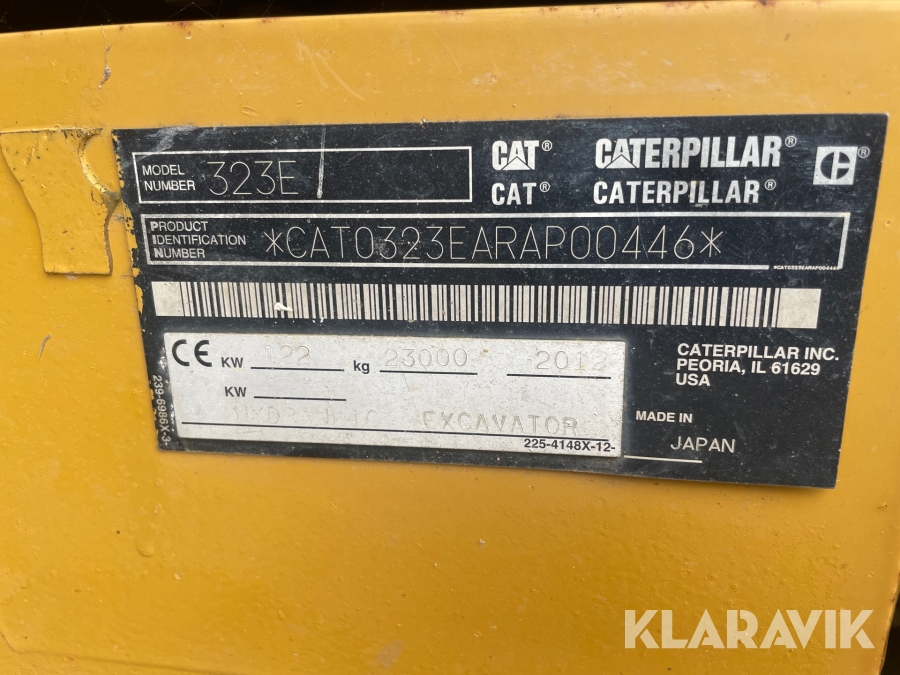 MODEL NUMBER 323E
CAT® CATERPILLAR®
CAT® CATERPILLAR®
PRODUCT IDENTIFICATION NUMBER *CAT0323EARAP00446*
*CAT0323EARAP00446*
CE KW 122 kg 23000 2012
KW
EXCAVATOR
225-4148X-12-
239-6986X-3-
CATERPILLAR INC.
PEORIA, IL 61629
USA
MADE IN
JAPAN
KLARAVIK